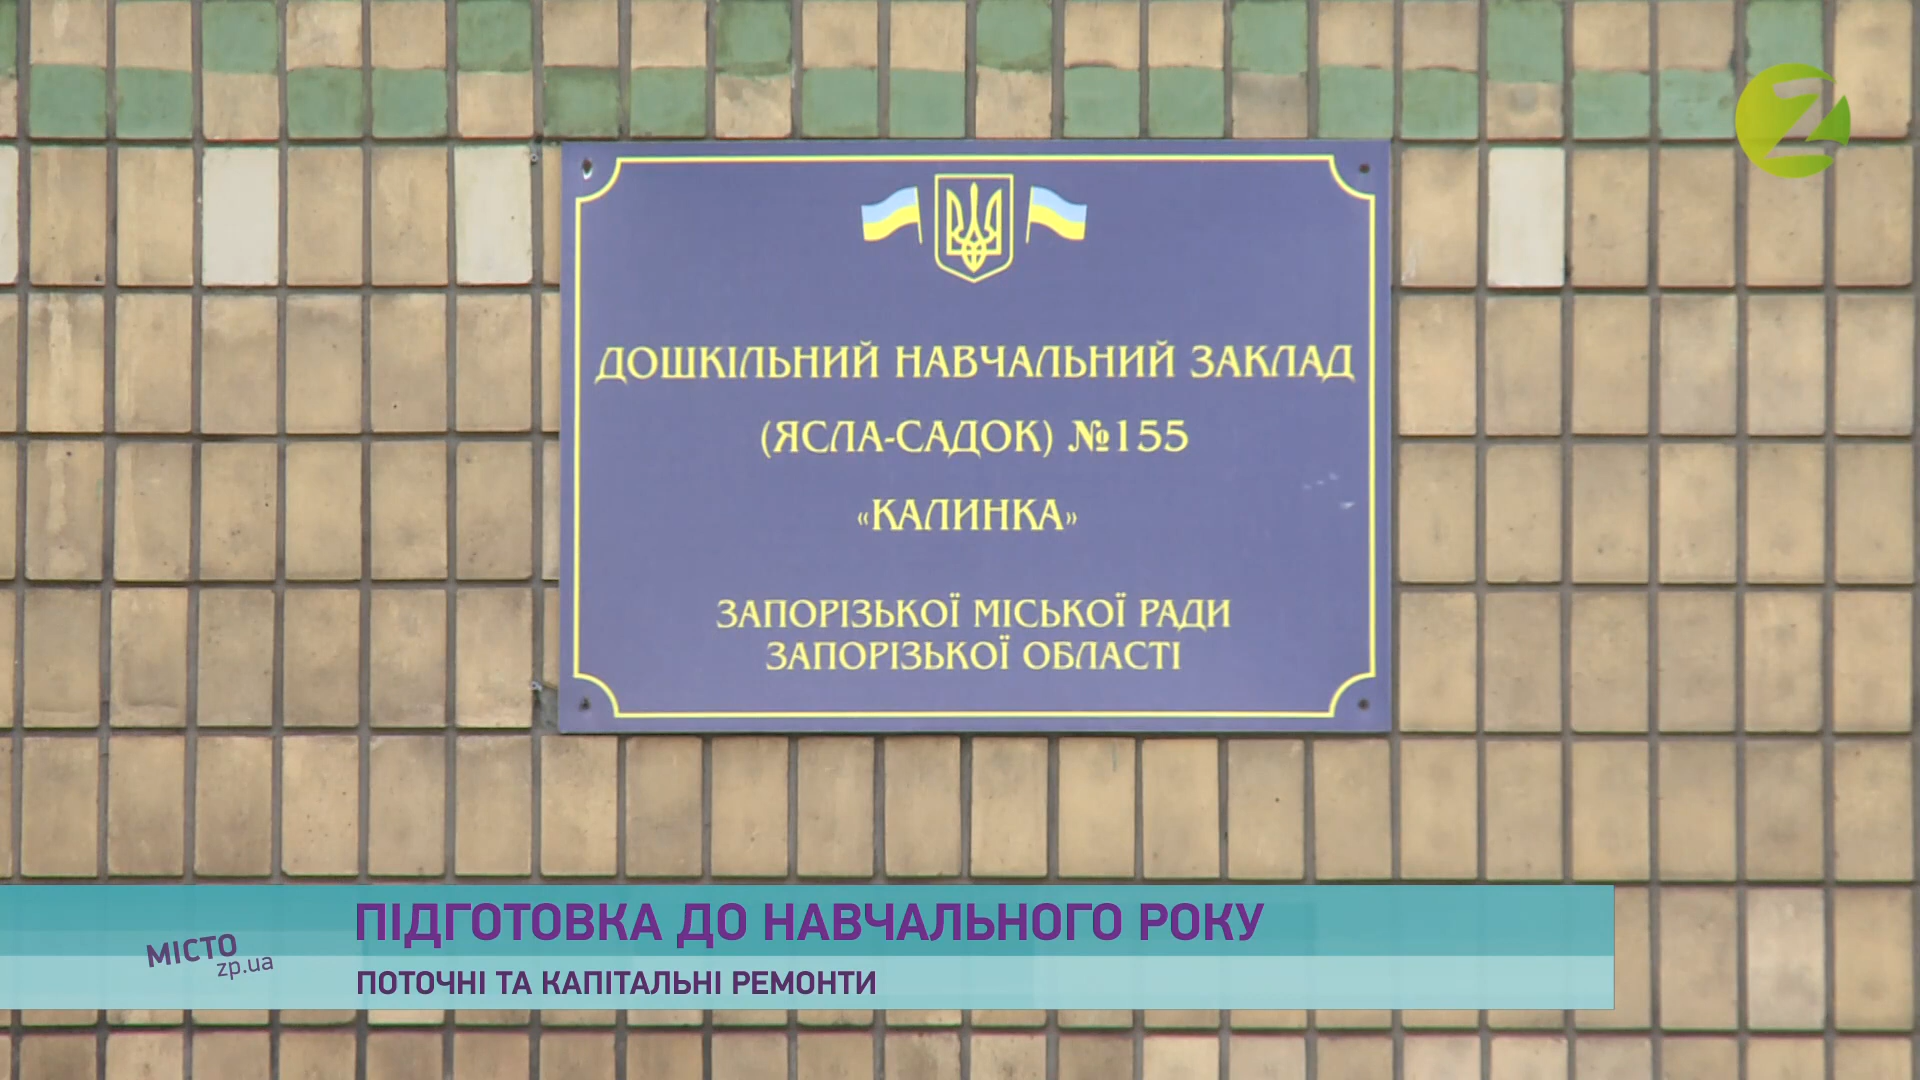 ДОШКІЛЬНИЙ НАВЧАЛЬНИЙ ЗАКЛАД
(ЯСЛА-САДОК) №155
«КАЛИНКА»
ЗАПОРІЗЬКОЇ МІСЬКОЇ РАДИ
ЗАПОРІЗЬКОЇ ОБЛАСТІ
МІСТО
zp.ua
ПІДГОТОВКА ДО НАВЧАЛЬНОГО РОКУ
ПОТОЧНІ ТА КАПІТАЛЬНІ РЕМОНТИ